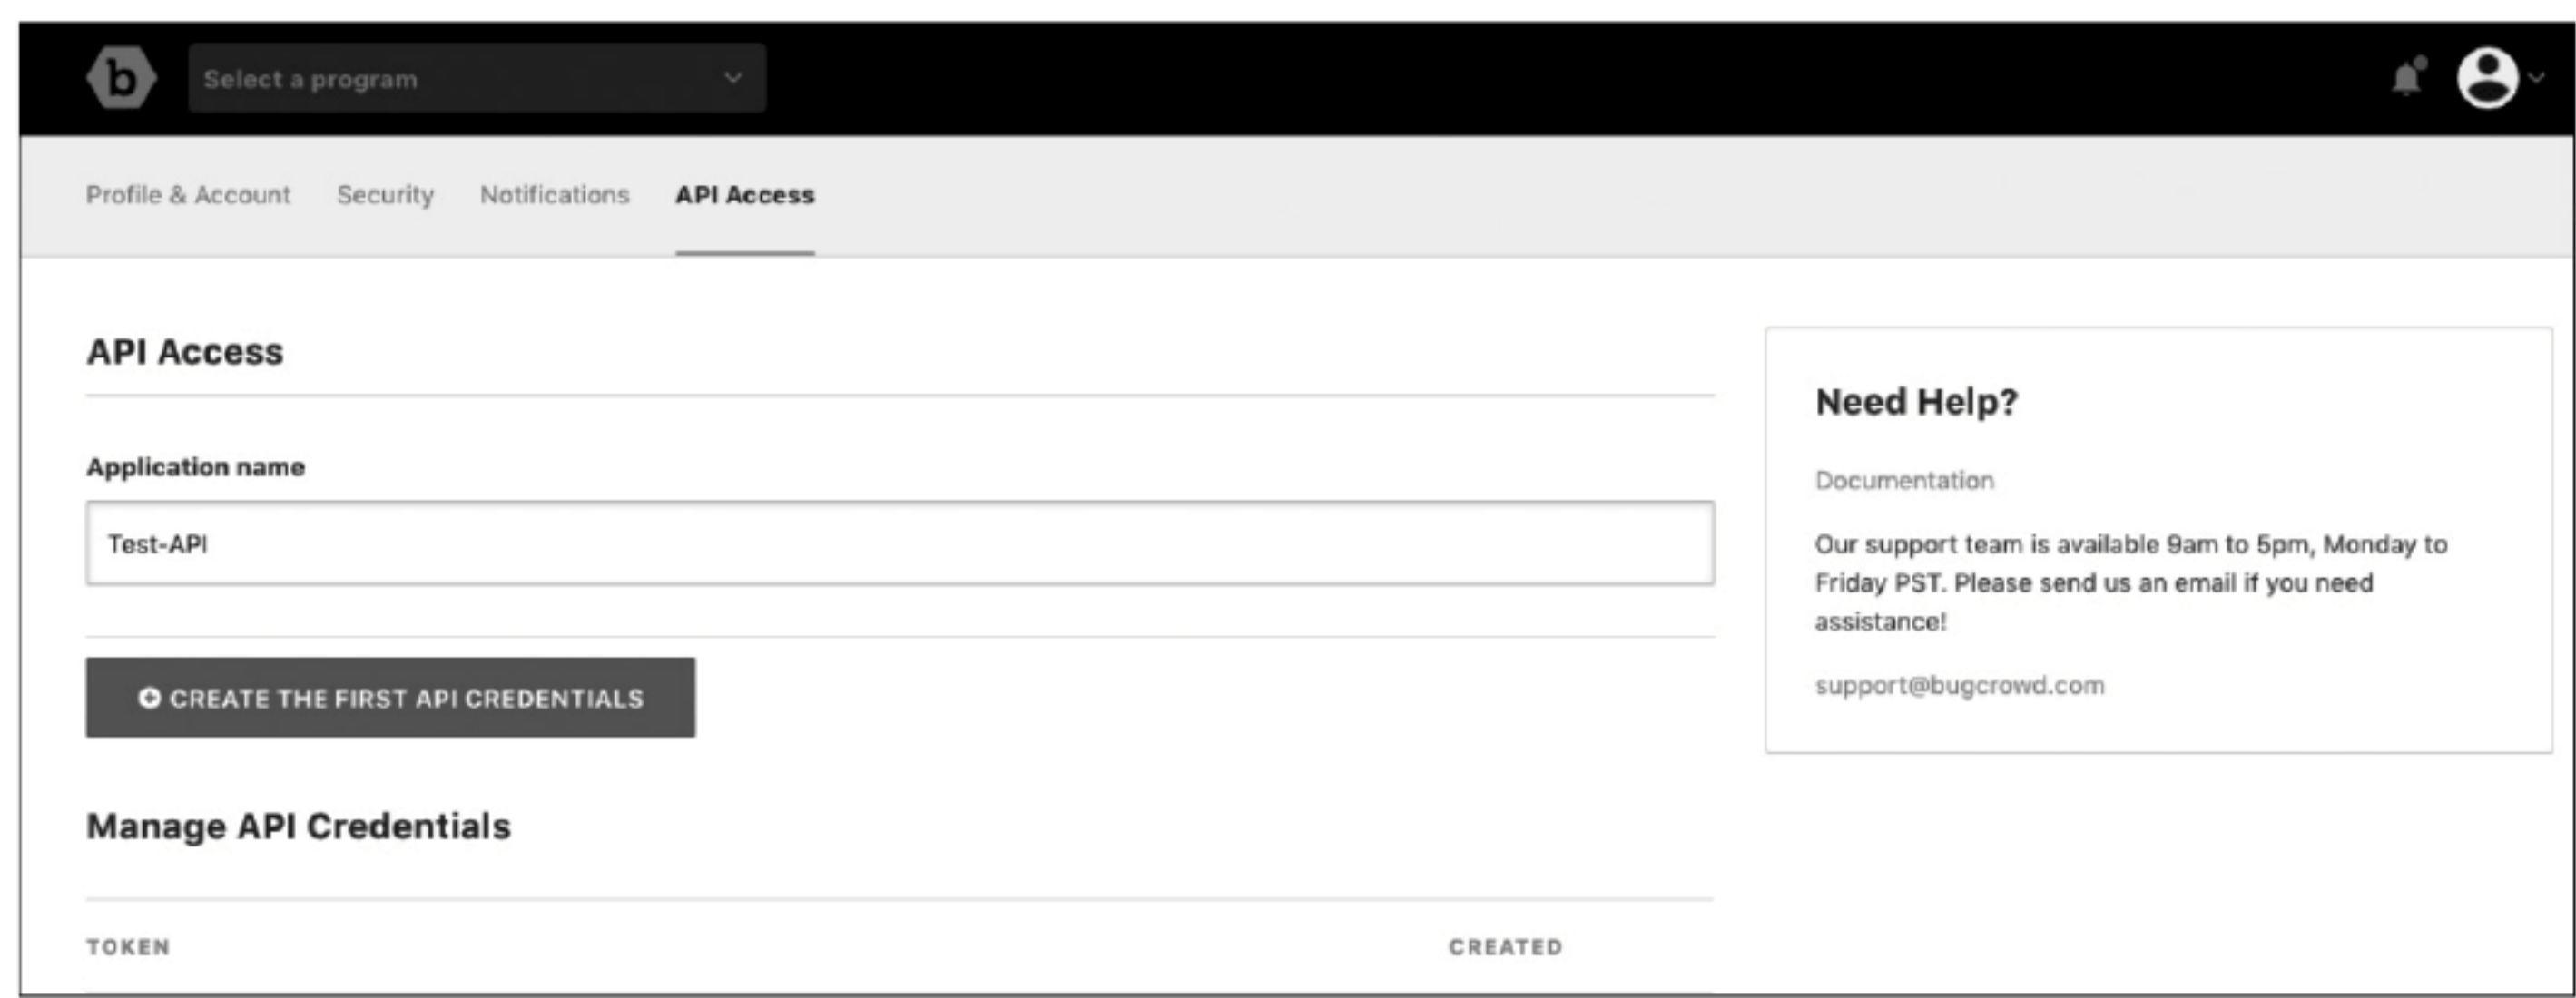 b
Select a program
Profile & Account Security Notifications API Access
API Access
Application name
Test-API
CREATE THE FIRST API CREDENTIALS
Manage API Credentials
TOKEN CREATED
Need Help?
Documentation
Our support team is available 9am to 5pm, Monday to
Friday PST. Please send us an email if you need
assistance!
support@bugcrowd.com